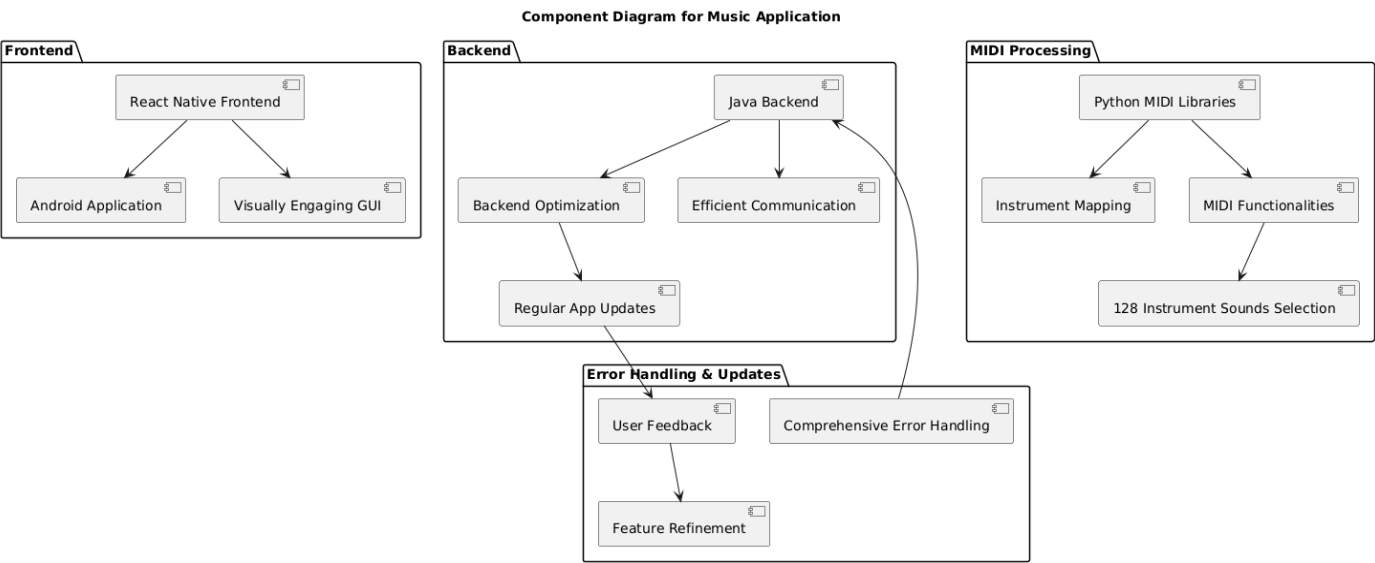 Component Diagram for Music Application
Frontend
React Native Frontend
Android Application
Visually Engaging GUI
Backend
Java Backend
Backend Optimization
Efficient Communication
Regular App Updates
MIDI Processing
Python MIDI Libraries
Instrument Mapping
MIDI Functionalities
128 Instrument Sounds Selection
Error Handling & Updates
User Feedback
Comprehensive Error Handling
Feature Refinement